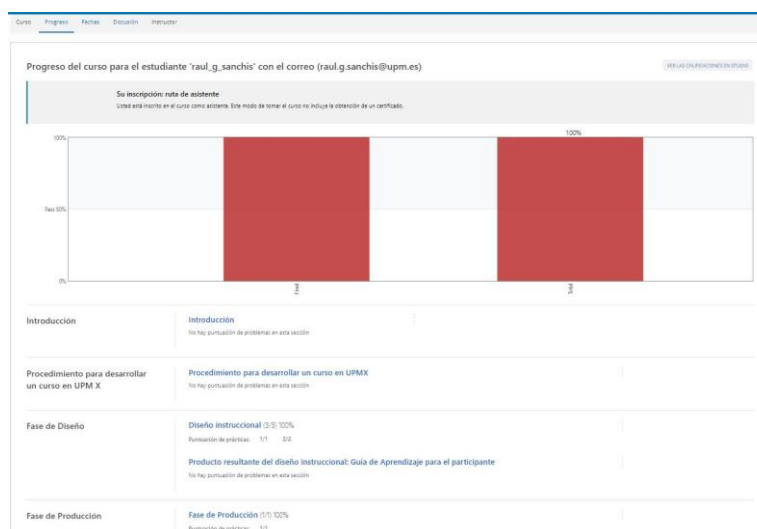 Curso Progreso Fechas Discusión Instructor
Progreso del curso para el estudiante 'raul_g_sanchis' con el correo (raul.g.sanchis@upm.es)
VER LAS CALIFICACIONES EN STUDIO
Su inscripción: ruta de asistente
Usted está inscrito en el curso como asistente. Este modo de tomar el curso no incluye la obtención de un certificado.
100%
100%
Pass 50%
0%
Final
Total
Introducción
Introducción
No hay puntuación de problemas en esta sección
Procedimiento para desarrollar
un curso en UPM X
Procedimiento para desarrollar un curso en UPMX
No hay puntuación de problemas en esta sección
Fase de Diseño
Diseño instruccional (3/3) 100%
Puntuación de prácticas: 1/1 2/2
Producto resultante del diseño instruccional: Guía de Aprendizaje para el participante
No hay puntuación de problemas en esta sección
Fase de Producción
Fase de Producción (1/1) 100%
Puntuación de prácticas: 1/1